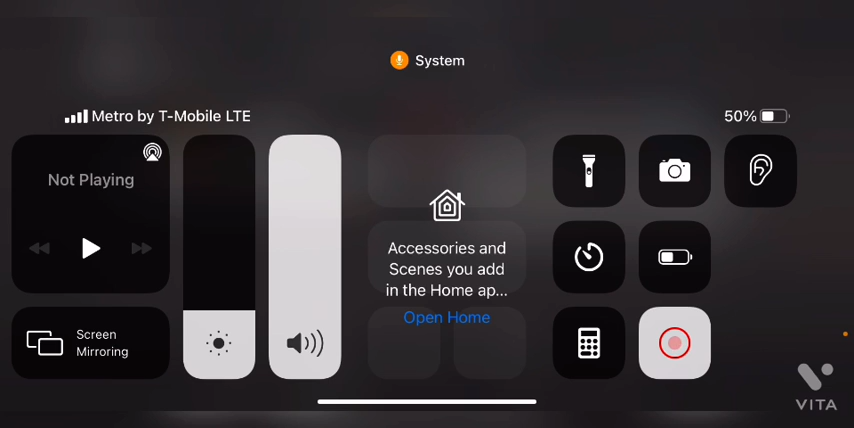 System
Metro by T-Mobile LTE
50%
Not Playing
Screen
Mirroring
Accessories and
Scenes you add
in the Home ap...
Open Home
VITA